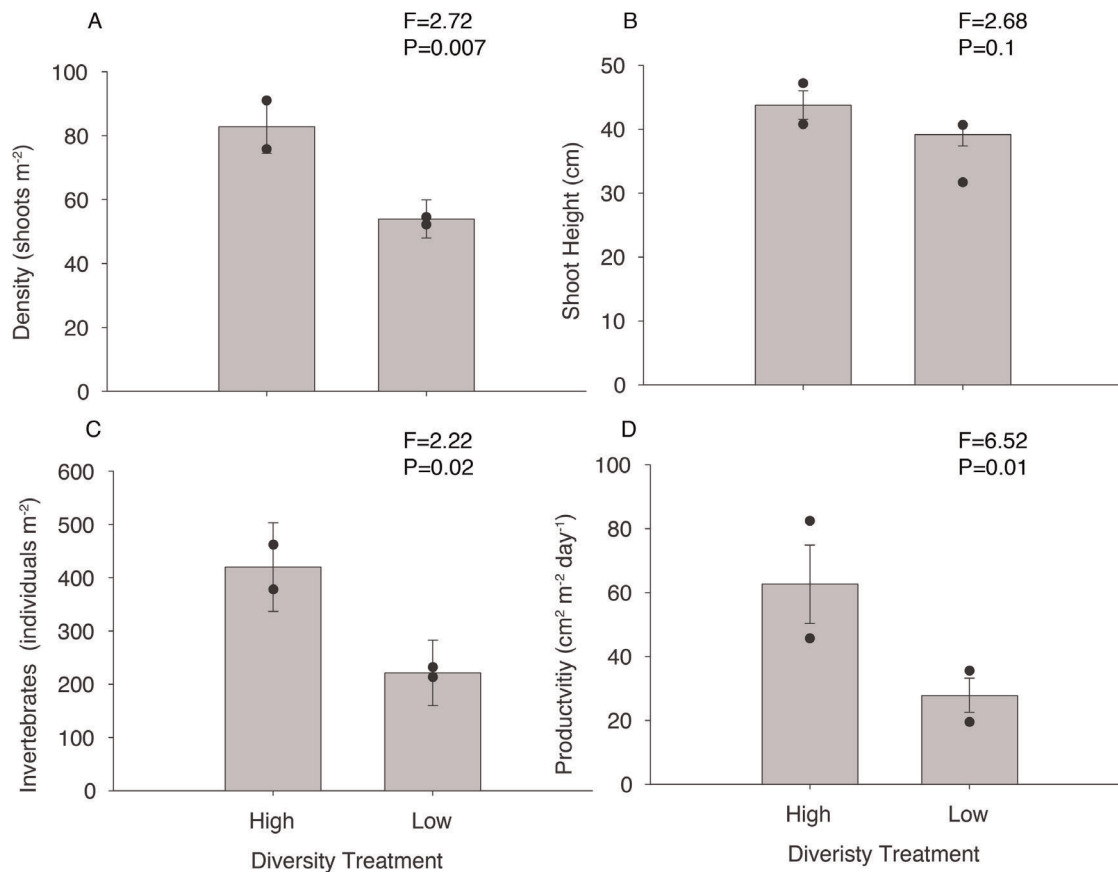 A
F=2.72
P=0.007
100
80
60
40
20
0
Density (shoots m⁻²)
B
F=2.68
P=0.1
50
40
30
20
10
0
Shoot Height (cm)
C
F=2.22
P=0.02
600
500
400
300
200
100
0
Invertebrates (individuals m⁻²)
High Low
Diversity Treatment
D
F=6.52
P=0.01
100
80
60
40
20
0
Productvitiy (cm² m⁻² day⁻¹)
High Low
Diveristy Treatment